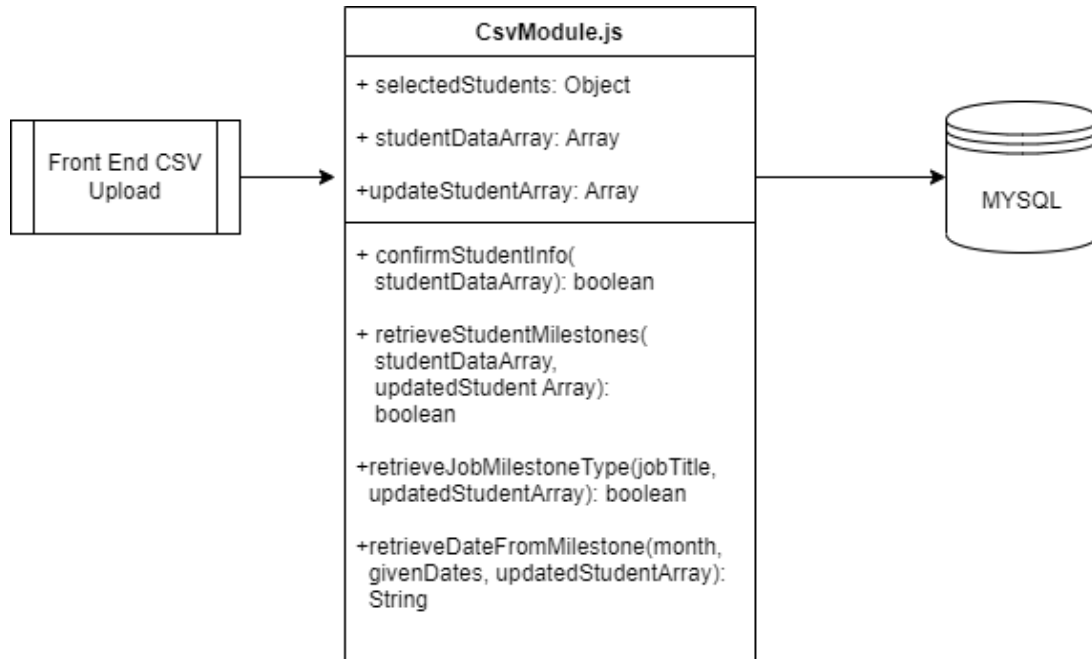 CsvModule.js
+ selectedStudents: Object
+ studentDataArray: Array
+updateStudentArray: Array
Front End CSV
Upload
MYSQL
+ confirmStudentInfo(
studentDataArray): boolean
+ retrieveStudentMilestones(
studentDataArray,
updatedStudent Array):
boolean
+retrieveJobMilestoneType(jobTitle,
updatedStudentArray): boolean
+retrieveDateFromMilestone(month,
givenDates, updatedStudentArray):
String